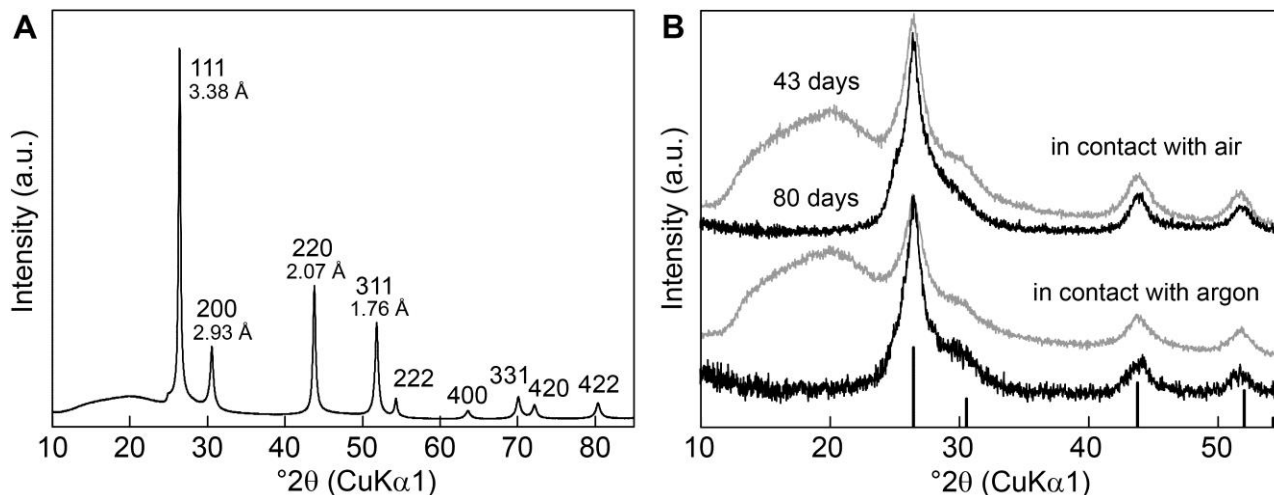 A
Intensity (a.u.)
111
3.38 Å
200
2.93 Å
220
2.07 Å
311
1.76 Å
222
400
331
420
422
10 20 30 40 50 60 70 80
°2θ (CuKα1)
B
Intensity (a.u.)
43 days
in contact with air
80 days
in contact with argon
10 20 30 40 50
°2θ (CuKα1)